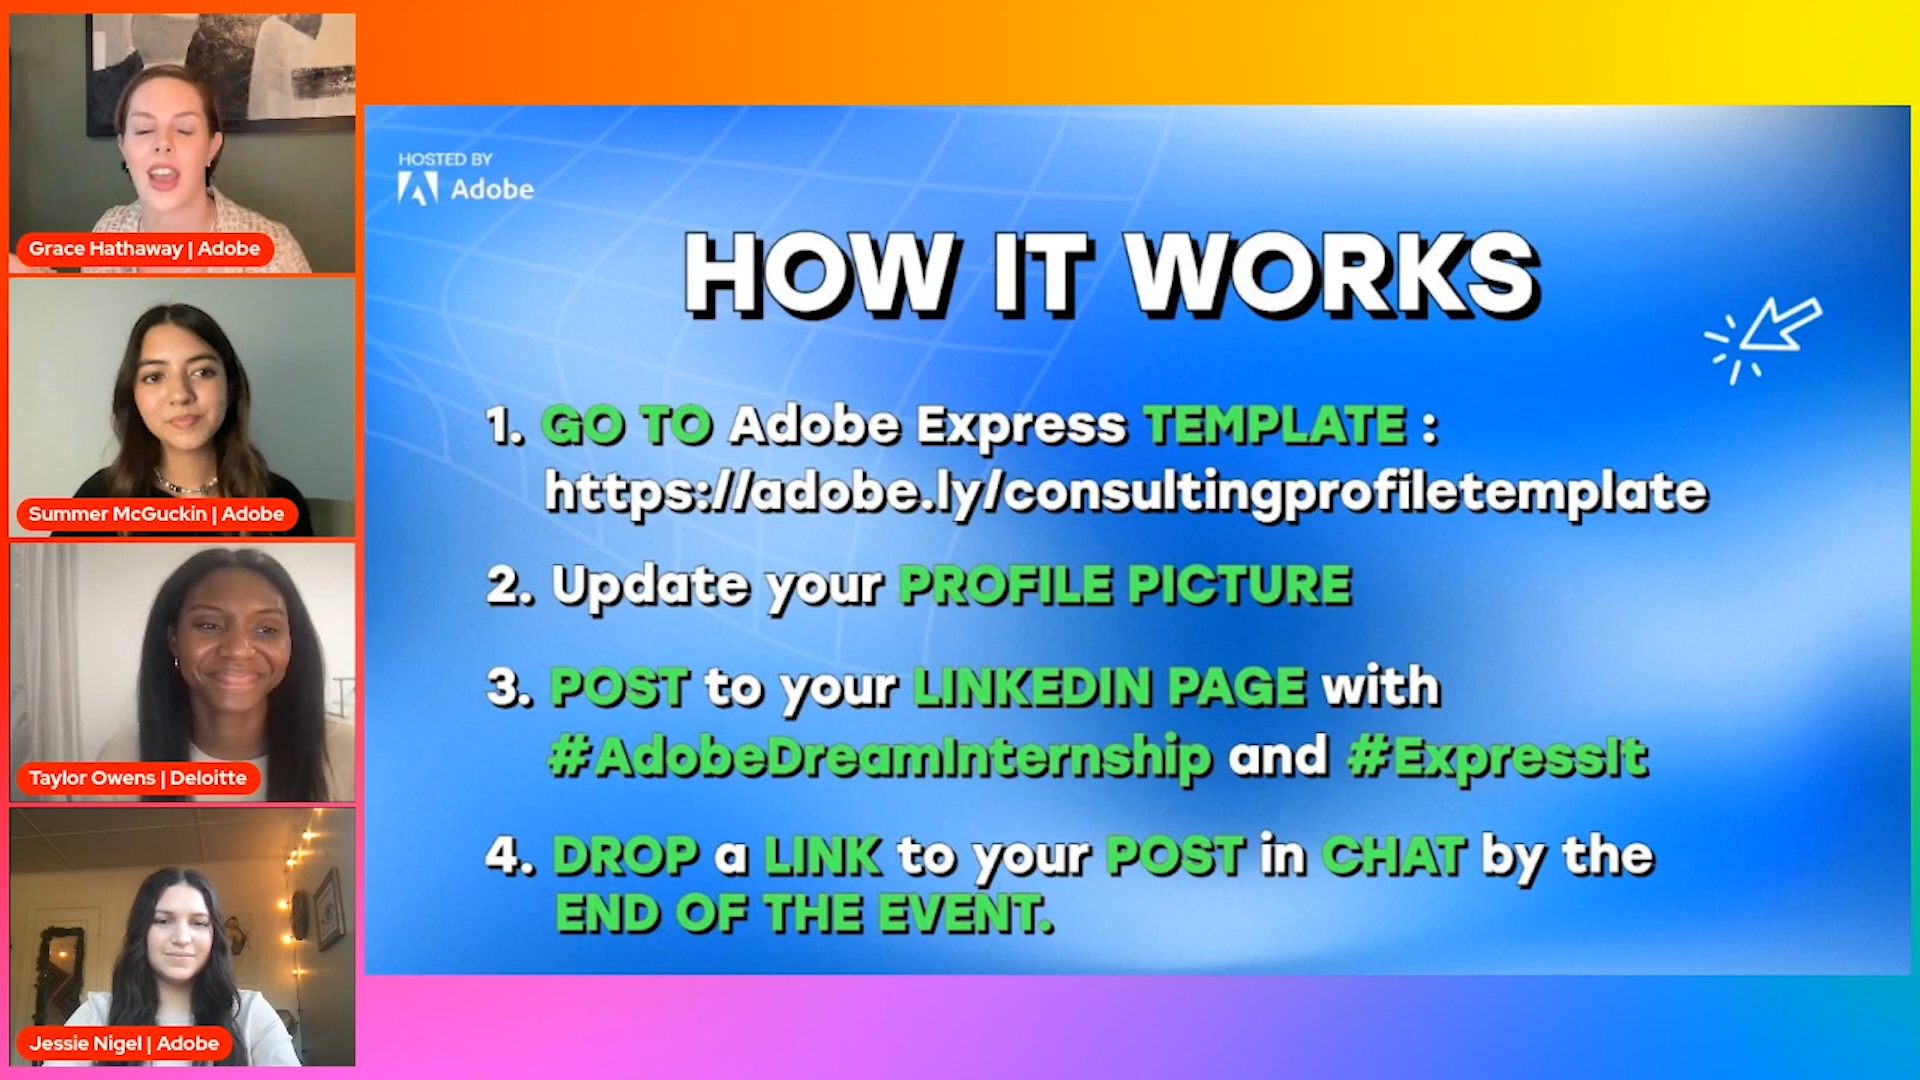 Grace Hathaway | Adobe
Summer McGuckin | Adobe
Taylor Owens | Deloitte
Jessie Nigel | Adobe
HOSTED BY
Adobe
HOW IT WORKS
1. GO TO Adobe Express TEMPLATE :
https://adobe.ly/consultingprofiletemplate
2. Update your PROFILE PICTURE
3. POST to your LINKEDIN PAGE with
#AdobeDreamInternship and #ExpressIt
4. DROP a LINK to your POST in CHAT by the
END OF THE EVENT.